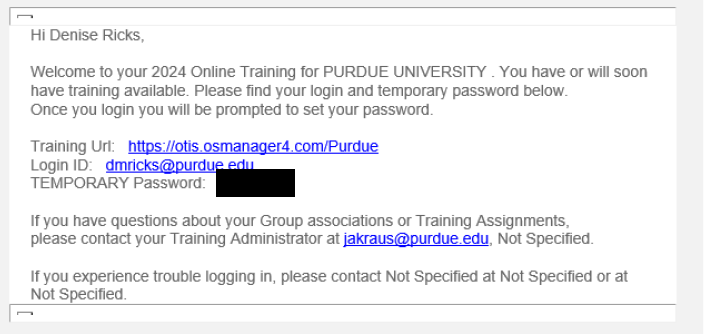 Hi Denise Ricks,
Welcome to your 2024 Online Training for PURDUE UNIVERSITY . You have or will soon
have training available. Please find your login and temporary password below.
Once you login you will be prompted to set your password.
Training Url: https://otis.osmanager4.com/Purdue
Login ID: dmricks@purdue.edu
TEMPORARY Password:
If you have questions about your Group associations or Training Assignments,
please contact your Training Administrator at jakraus@purdue.edu, Not Specified.
If you experience trouble logging in, please contact Not Specified at Not Specified or at
Not Specified.